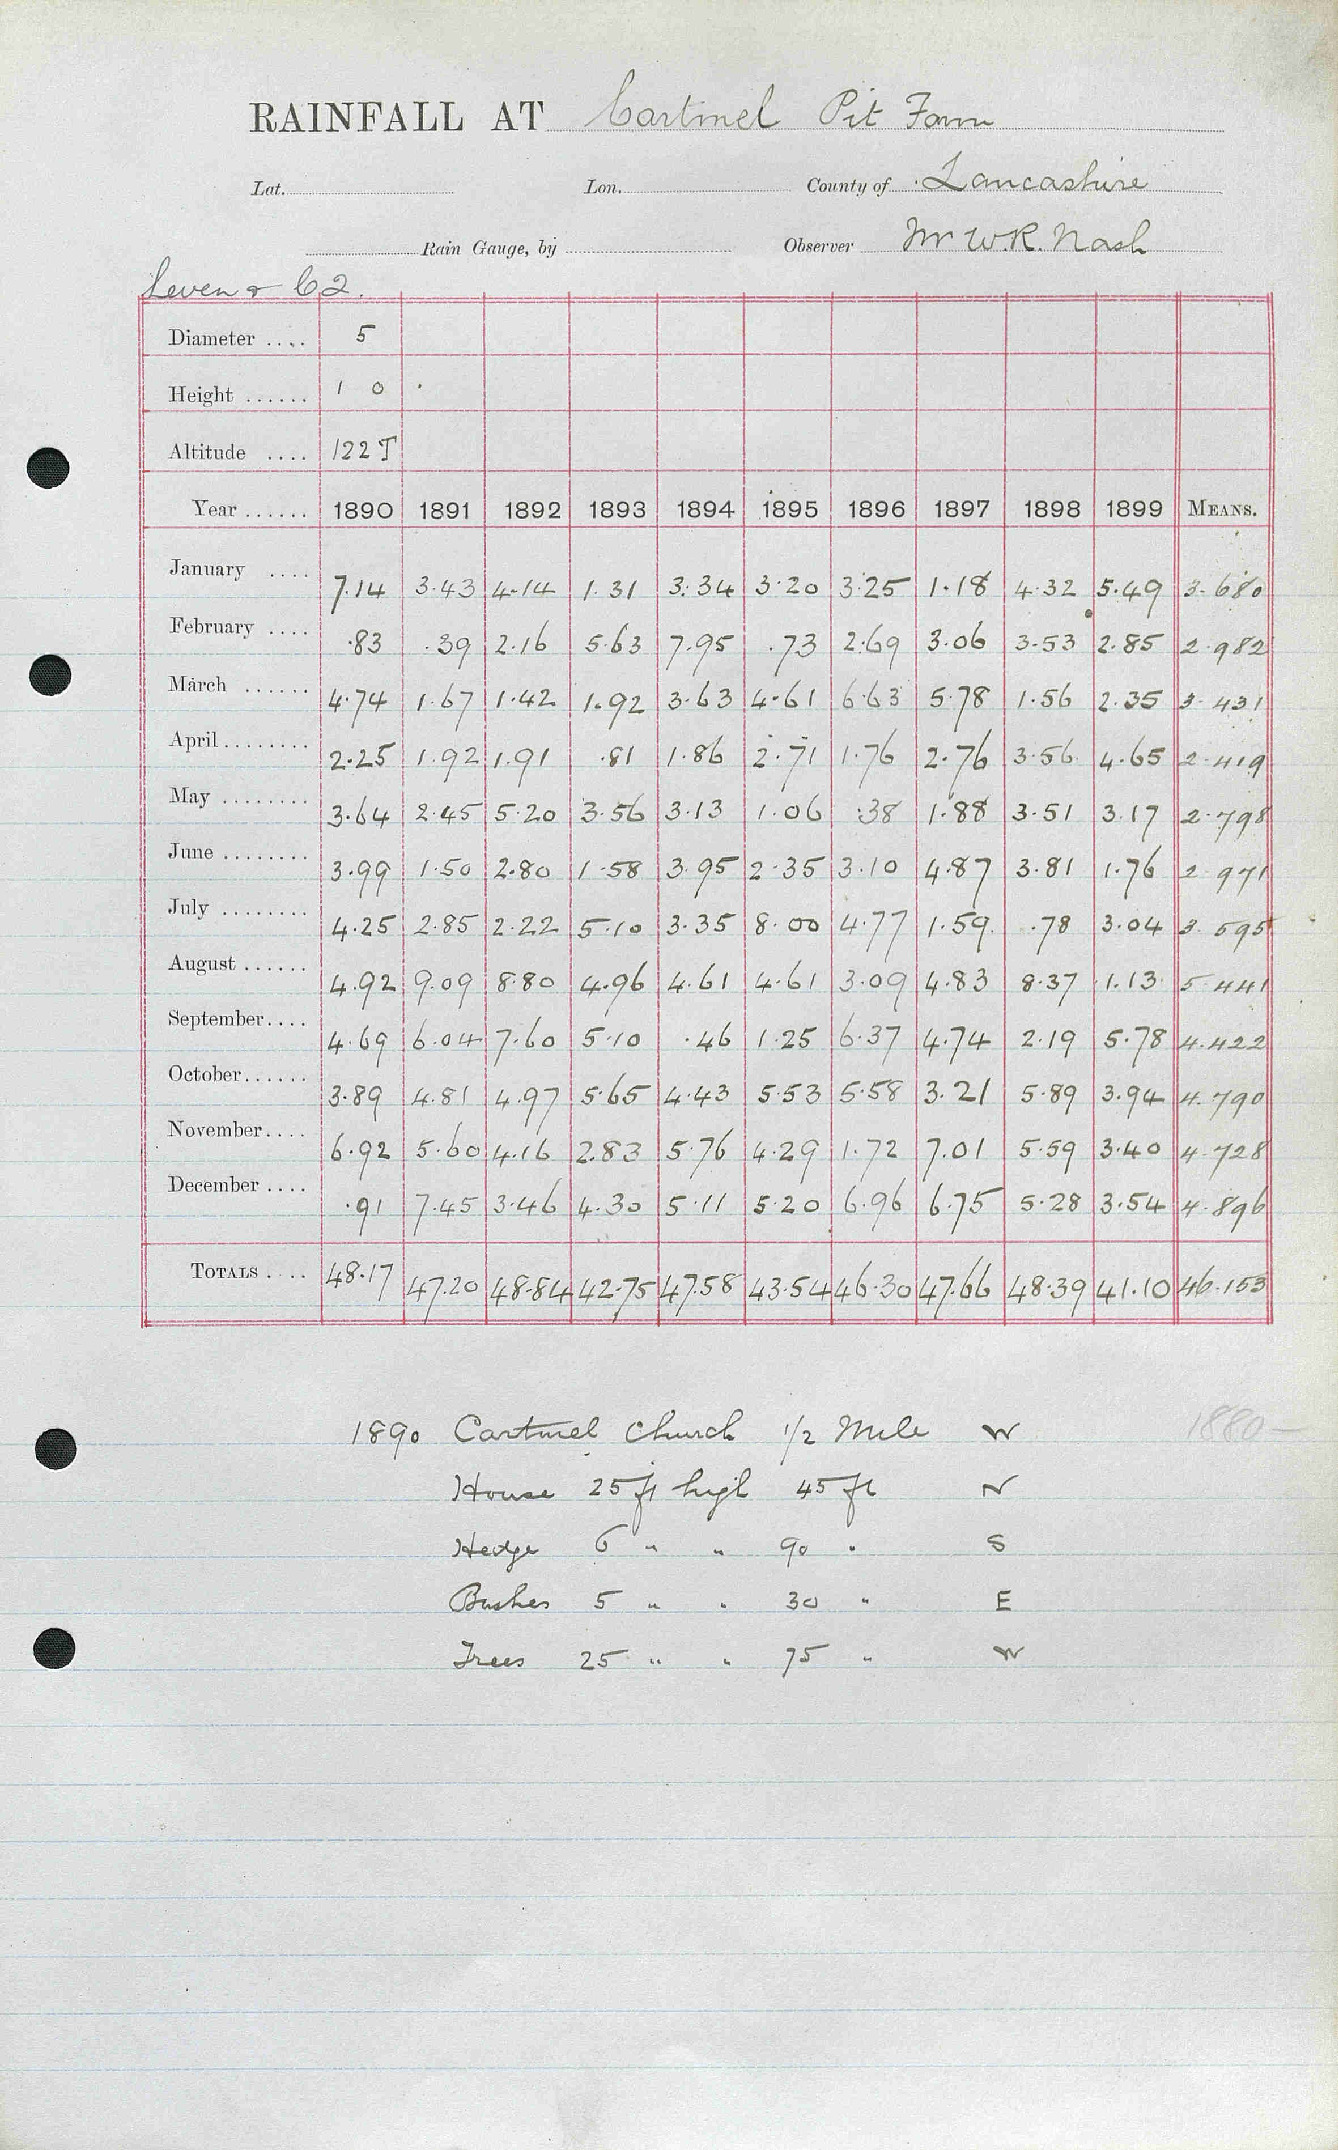 RAINFALL AT Cartmel Pit Farm
Lat. Lon. County of Lancashire
Rain Gauge, by Observer Mr W.R. Nash
Leven & C2.
Diameter .... 5
Height ...... 1 0
Altitude .... 122 T
Year ...... 1890 1891 1892 1893 1894 1895 1896 1897 1898 1899 MEANS.
January .... 7.14 3.43 4.14 1.31 3.34 3.20 3.25 1.18 4.32 5.49 3.680
February .... .83 .39 2.16 5.63 7.95 .73 2.69 3.06 3.53 2.85 2.982
March ...... 4.74 1.67 1.42 1.92 3.63 4.61 6.63 5.78 1.56 2.35 3.431
April ........ 2.25 1.92 1.91 .81 1.86 2.71 1.76 2.76 3.56 4.65 2.419
May ........ 3.64 2.45 5.20 3.56 3.13 1.06 .38 1.88 3.51 3.17 2.798
June ........ 3.99 1.50 2.80 1.58 3.95 2.35 3.10 4.87 3.81 1.76 2.971
July ........ 4.25 2.85 2.22 5.10 3.35 8.00 4.77 1.59 .78 3.04 3.595
August ...... 4.92 9.09 8.80 4.96 4.61 4.61 3.09 4.83 8.37 1.13 5.441
September .... 4.69 6.04 7.60 5.10 .46 1.25 6.37 4.74 2.19 5.78 4.422
October ...... 3.89 4.81 4.97 5.65 4.43 5.53 5.58 3.21 5.89 3.94 4.790
November .... 6.92 5.60 4.16 2.83 5.76 4.29 1.72 7.01 5.59 3.40 4.728
December .... .91 7.45 3.46 4.30 5.11 5.20 6.96 6.75 5.28 3.54 4.896
TOTALS .... 48.17 47.20 48.84 42.75 47.58 43.54 46.30 47.66 48.39 41.10 46.153
1890 Cartmel Church 1/2 Mile W 1880-
House 25 ft high 45 ft N
Hedge 6 " " 90 " S
Bushes 5 " " 30 " E
Trees 25 " " 75 " W